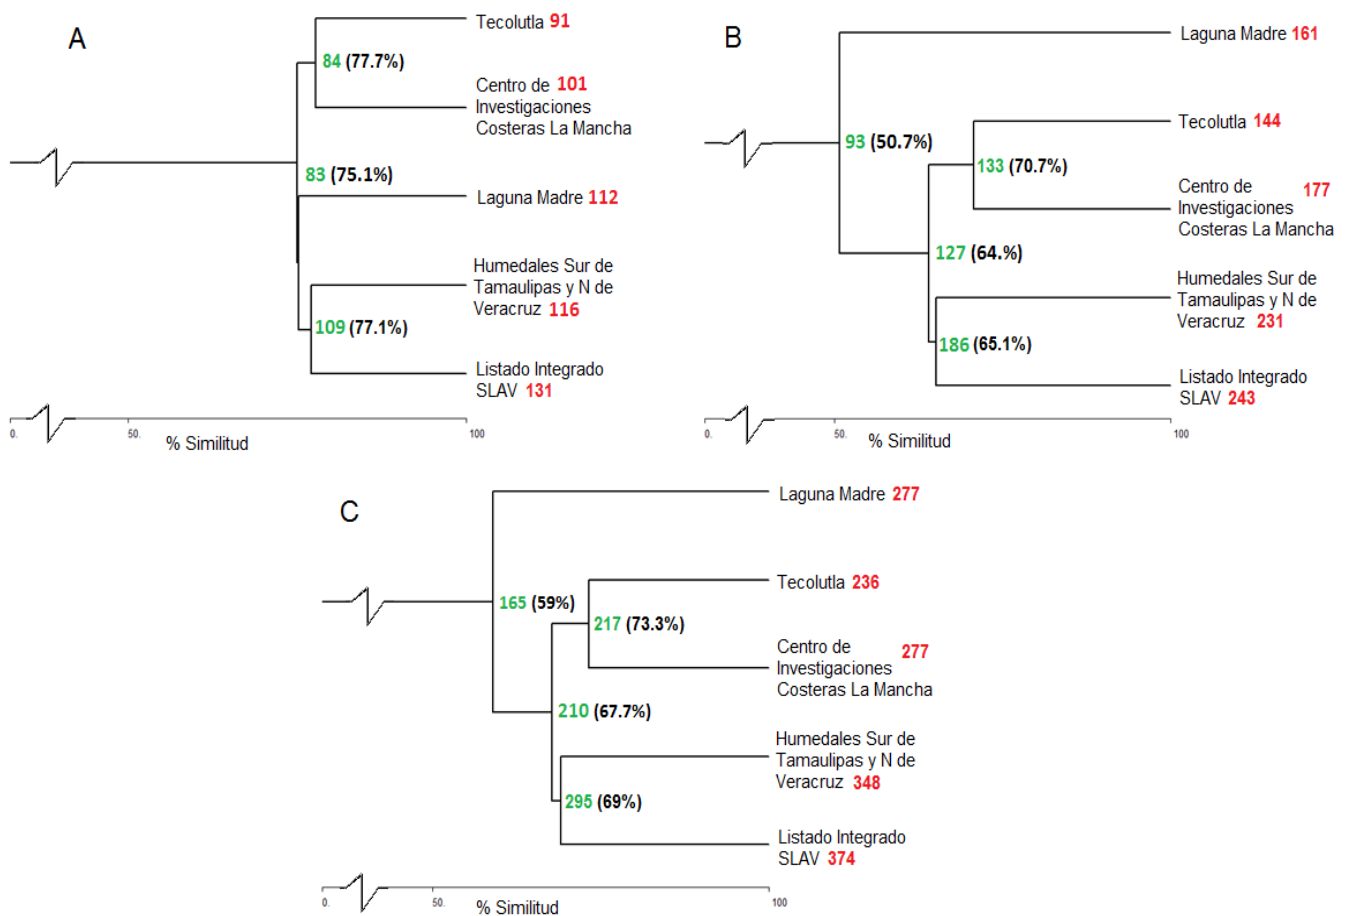 A
Tecolutla 91
84 (77.7%)
Centro de 101
Investigaciones
Costeras La Mancha
83 (75.1%)
Laguna Madre 112
Humedales Sur de
Tamaulipas y N de
Veracruz 116
109 (77.1%)
Listado Integrado
SLAV 131
0. 50. 100
% Similitud
B
Laguna Madre 161
Tecolutla 144
93 (50.7%)
133 (70.7%)
Centro de 177
Investigaciones
Costeras La Mancha
127 (64.%)
Humedales Sur de
Tamaulipas y N de
Veracruz 231
186 (65.1%)
Listado Integrado
SLAV 243
0. 50. 100
% Similitud
C
Laguna Madre 277
Tecolutla 236
165 (59%)
217 (73.3%)
Centro de 277
Investigaciones
Costeras La Mancha
210 (67.7%)
Humedales Sur de
Tamaulipas y N de
Veracruz 348
295 (69%)
Listado Integrado
SLAV 374
0. 50. 100
% Similitud